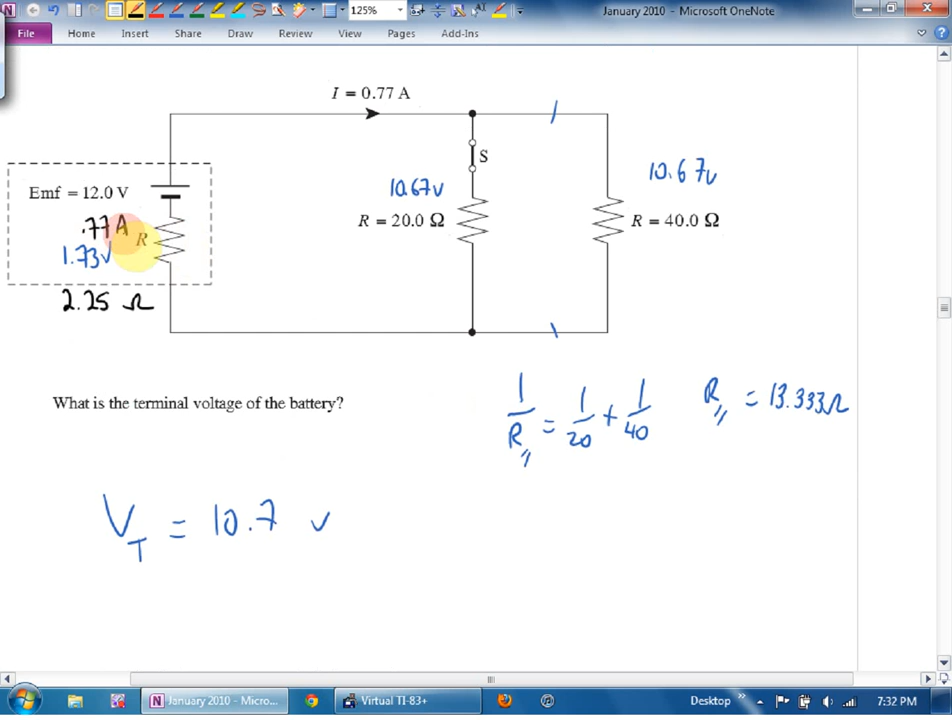 January 2010 - Microsoft OneNote
125%
File Home Insert Share Draw Review View Pages Add-Ins
I = 0.77 A
S
Emf = 12.0 V
.77A
R
1.73v
2.25 Ω
10.67v
R = 20.0 Ω
10.67v
R = 40.0 Ω
What is the terminal voltage of the battery?
1/R,, = 1/20 + 1/40
R,, = 13.333Ω
V_T = 10.7 v
January 2010 - Micro...
Virtual TI-83+
Desktop
7:32 PM